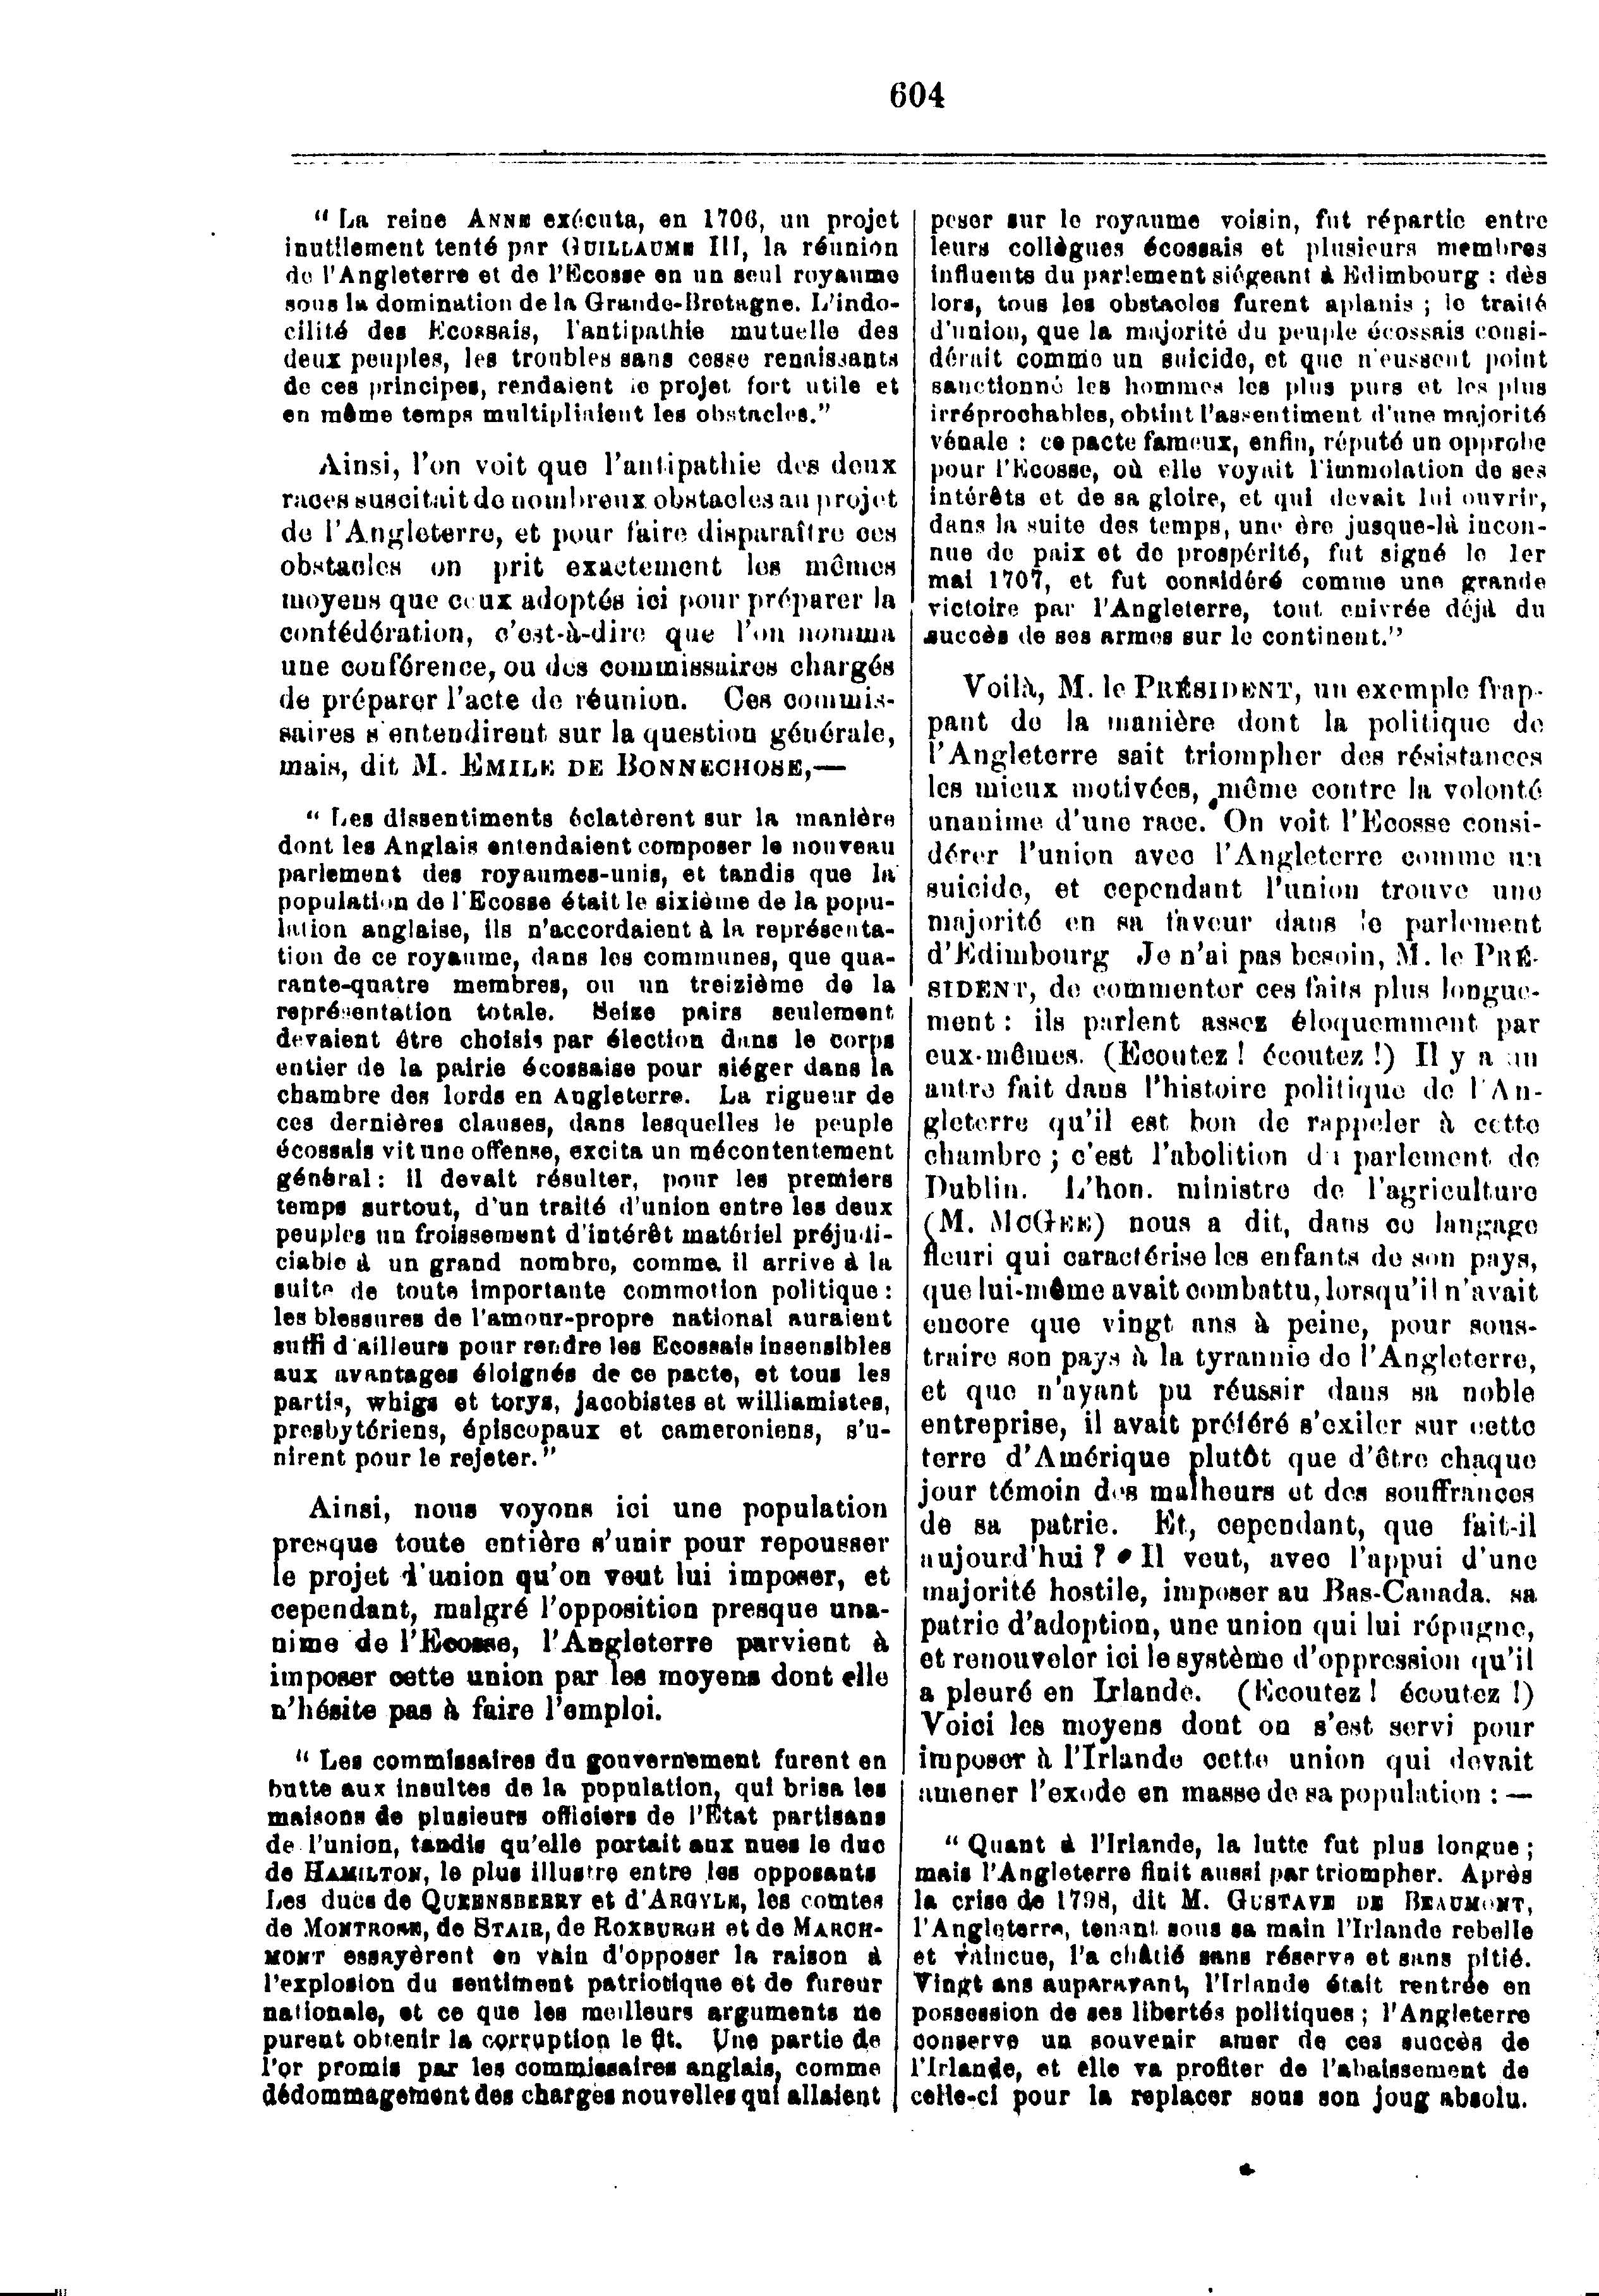 604
“ La reine ANNE exécuta, en 1706, un projet
inutilement tenté par GUILLAUME III, la réunion
de l'Angleterre et de l'Ecosse en un seul royaume
sous la domination de la Grande-Bretagne. L'indo-
cilité des Ecossais, l'antipathie mutuelle des
deux peuples, les troubles sans cesse renaissants
de ces principes, rendaient le projet fort utile et
en même temps multipliaient les obstacles.”
Ainsi, l'on voit que l'antipathie des deux
races suscitait de nombreux obstacles au projet
de l'Angleterre, et pour faire disparaître ces
obstacles on prit exactement les mêmes
moyens que ceux adoptés ici pour préparer la
confédération, c'est-à-dire que l'on nomma
une conférence, ou des commissaires chargés
de préparer l'acte de réunion. Ces commis-
saires s'entendirent sur la question générale,
mais, dit M. EMILE DE BONNECHOSE,—
“ Les dissentiments éclatèrent sur la manière
dont les Anglais entendaient composer le nouveau
parlement des royaumes-unis, et tandis que la
population de l'Ecosse était le sixième de la popu-
lation anglaise, ils n'accordaient à la représenta-
tion de ce royaume, dans les communes, que qua-
rante-quatre membres, ou un treizième de la
représentation totale. Seize pairs seulement
devaient être choisis par élection dans le corps
entier de la pairie écossaise pour siéger dans la
chambre des lords en Angleterre. La rigueur de
ces dernières clauses, dans lesquelles le peuple
écossais vit une offense, excita un mécontentement
général : il devait résulter, pour les premiers
temps surtout, d'un traité d'union entre les deux
peuples un froissement d'intérêt matériel préjudi-
ciable à un grand nombre, comme il arrive à la
suite de toute importante commotion politique :
les blessures de l'amour-propre national auraient
suffi d'ailleurs pour rendre les Ecossais insensibles
aux avantages éloignés de ce pacte, et tous les
partis, whigs et torys, jacobistes et williamistes,
presbytériens, épiscopaux et cameroniens, s'u-
nirent pour le rejeter.”
Ainsi, nous voyons ici une population
presque toute entière s'unir pour repousser
le projet d'union qu'on veut lui imposer, et
cependant, malgré l'opposition presque una-
nime de l'Ecosse, l'Angleterre parvient à
imposer cette union par les moyens dont elle
n'hésite pas à faire l'emploi.
“ Les commissaires du gouvernement furent en
butte aux insultes de la population, qui brisa les
maisons de plusieurs officiers de l'Etat partisans
de l'union, tandis qu'elle portait aux nues le duc
de HAMILTON, le plus illustre entre les opposants
Les ducs de QUEENSBERRY et d'ARGYLE, les comtes
de MONTROSE, de STAIR, de ROXBURGH et de MARCH-
MONT essayèrent en vain d'opposer la raison à
l'explosion du sentiment patriotique et de fureur
nationale, et ce que les meilleurs arguments ne
purent obtenir la corruption le fit. Une partie de
l'or promis par les commissaires anglais, comme
dédommagement des charges nouvelles qui allaient
peser sur le royaume voisin, fut répartie entre
leurs collègues écossais et plusieurs membres
influents du parlement siégeant à Edimbourg : dès
lors, tous les obstacles furent aplanis ; le traité
d'union, que la majorité du peuple écossais consi-
dérait comme un suicide, et que n'eussent point
sanctionné les hommes les plus purs et les plus
irréprochables, obtint l'assentiment d'une majorité
vénale : ce pacte fameux, enfin, réputé un opprobe
pour l'Ecosse, où elle voyait l'immolation de ses
intérêts et de sa gloire, et qui devait lui ouvrir,
dans la suite des temps, une ère jusque-là incon-
nue de paix et de prospérité, fut signé le 1er
mai 1707, et fut considéré comme une grande
victoire par l'Angleterre, tout enivrée déjà du
succès de ses armes sur le continent.”
Voilà, M. le PRÉSIDENT, un exemple frap-
pant de la manière dont la politique de
l'Angleterre sait triompher des résistances
les mieux motivées, même contre la volonté
unanime d'une race. On voit l'Ecosse consi-
dérer l'union avec l'Angleterre comme un
suicide, et cependant l'union trouve une
majorité en sa faveur dans le parlement
d'Edimbourg Je n'ai pas besoin, M. le PRÉ-
SIDENT, de commenter ces faits plus longue-
ment : ils parlent assez éloquemment par
eux-mêmes. (Ecoutez ! écoutez !) Il y a un
autre fait dans l'histoire politique de l'An-
gleterre qu'il est bon de rappeler à cette
chambre ; c'est l'abolition du parlement de
Dublin. L'hon. ministre de l'agriculture
(M. MCGEE) nous a dit, dans ce langage
fleuri qui caractérise les enfants de son pays,
que lui-même avait combattu, lorsqu'il n'avait
encore que vingt ans à peine, pour sous-
traire son pays à la tyrannie de l'Angleterre,
et que n'ayant pu réussir dans sa noble
entreprise, il avait préféré s'exiler sur cette
terre d'Amérique plutôt que d'être chaque
jour témoin des malheurs et des souffrances
de sa patrie. Et, cependant, que fait-il
aujourd'hui ? Il veut, avec l'appui d'une
majorité hostile, imposer au Bas-Canada. sa
patrie d'adoption, une union qui lui répugne,
et renouveler ici le système d'oppression qu'il
a pleuré en Irlande. (Ecoutez ! écoutez !)
Voici les moyens dont on s'est servi pour
imposer à l'Irlande cette union qui devait
amener l'exode en masse de sa population : —
“ Quant à l'Irlande, la lutte fut plus longue ;
mais l'Angleterre finit aussi par triompher. Après
la crise de 1798, dit M. GUSTAVE DE BEAUMONT,
l'Angleterre, tenant sous sa main l'Irlande rebelle
et vaincue, l'a châtié sans réserve et sans pitié.
Vingt ans auparavant, l'Irlande était rentrée en
possession de ses libertés politiques ; l'Angleterre
conserve un souvenir amer de ces succès de
l'Irlande, et elle va profiter de l'abaissement de
celle-ci pour la replacer sous son joug absolu.